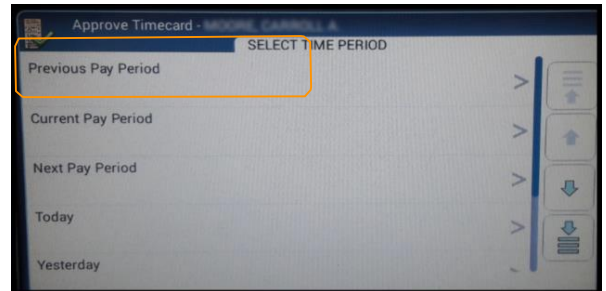 Approve Timecard -
SELECT TIME PERIOD
Previous Pay Period
Current Pay Period
Next Pay Period
Today
Yesterday